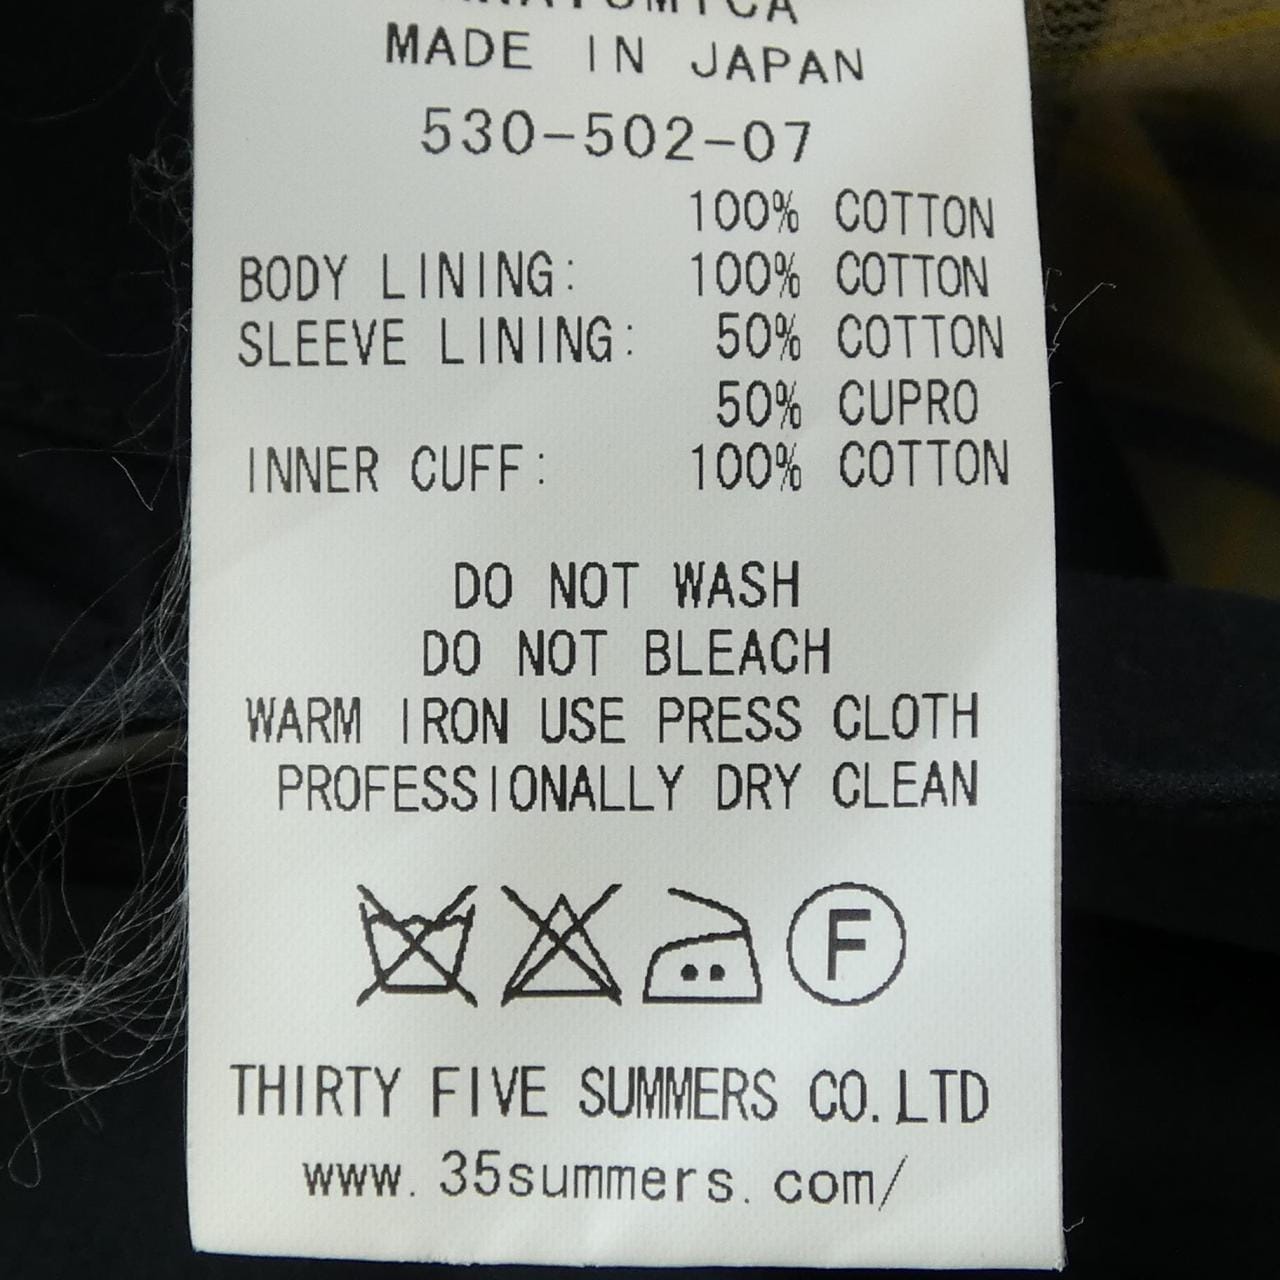 ANATOMICA
MADE IN JAPAN
530-502-07
100% COTTON
BODY LINING: 100% COTTON
SLEEVE LINING: 50% COTTON
50% CUPRO
INNER CUFF: 100% COTTON
DO NOT WASH
DO NOT BLEACH
WARM IRON USE PRESS CLOTH
PROFESSIONALLY DRY CLEAN
F
THIRTY FIVE SUMMERS CO.LTD
www.35summers.com/